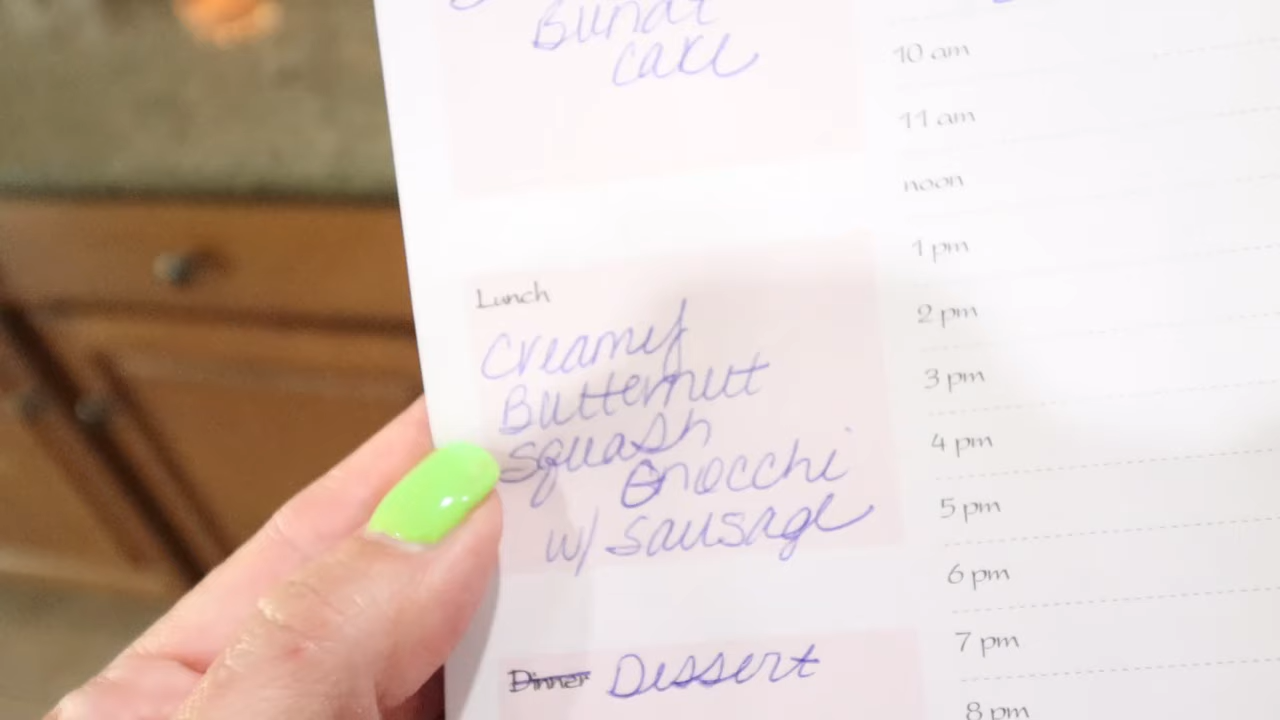 Bundt
Cake
Lunch
Creamy
Butternut
Squash
Gnocchi
w/ Sausage
Dinner Dessert
10 am
11 am
noon
1 pm
2 pm
3 pm
4 pm
5 pm
6 pm
7 pm
8 pm